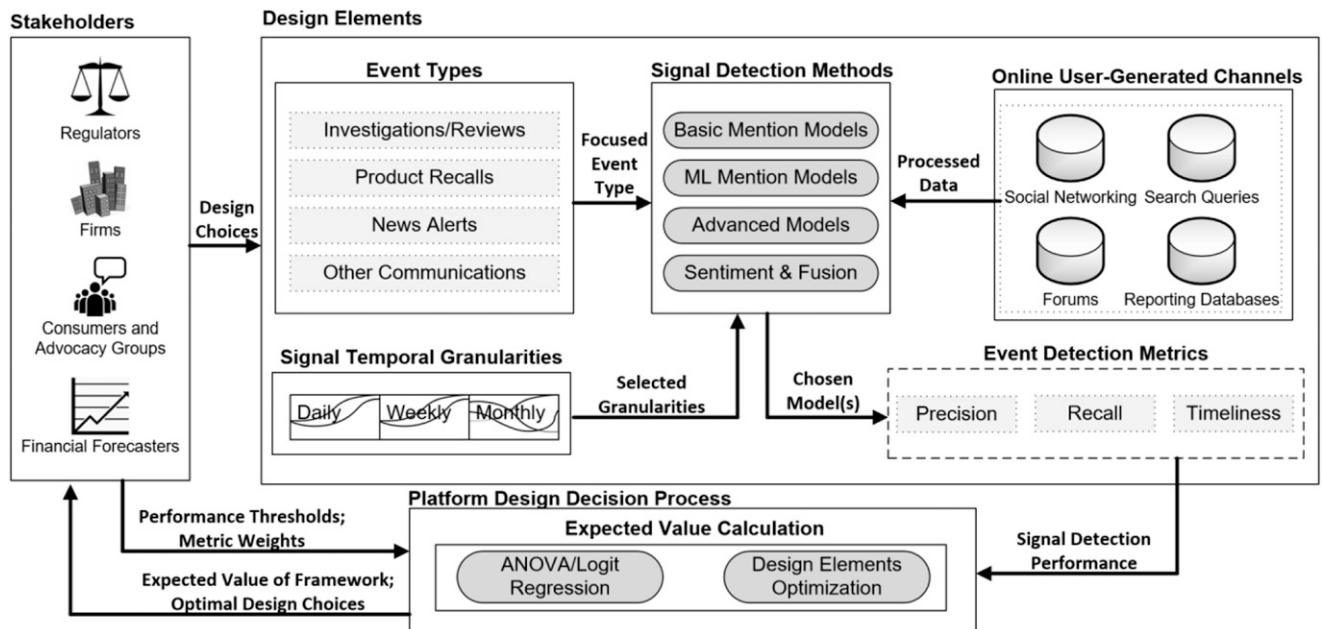 Stakeholders
Regulators
Firms
Consumers and
Advocacy Groups
Financial Forecasters
Design
Choices
Design Elements
Event Types
Investigations/Reviews
Product Recalls
News Alerts
Other Communications
Focused
Event
Type
Signal Detection Methods
Basic Mention Models
ML Mention Models
Advanced Models
Sentiment & Fusion
Processed
Data
Online User-Generated Channels
Social Networking
Search Queries
Forums
Reporting Databases
Signal Temporal Granularities
Daily
Weekly
Monthly
Selected
Granularities
Chosen
Model(s)
Event Detection Metrics
Precision
Recall
Timeliness
Performance Thresholds;
Metric Weights
Expected Value of Framework;
Optimal Design Choices
Platform Design Decision Process
Expected Value Calculation
ANOVA/Logit
Regression
Design Elements
Optimization
Signal Detection
Performance